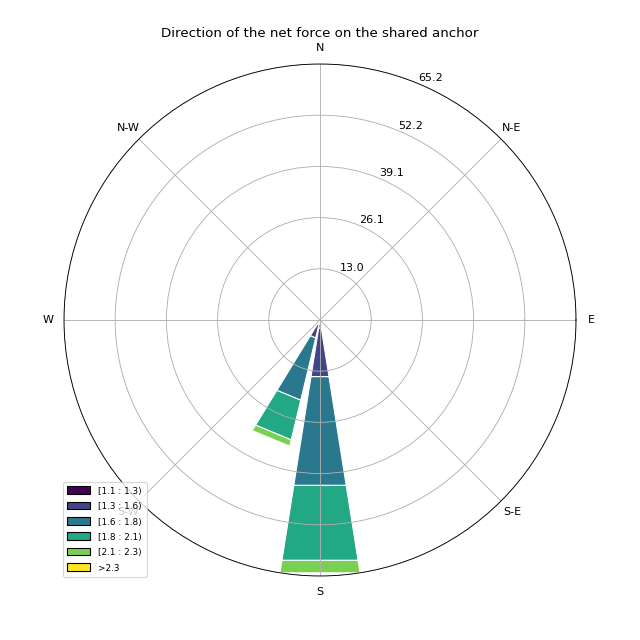 Direction of the net force on the shared anchor
N
65.2
N-W
52.2
N-E
39.1
26.1
13.0
W
E
[1.1 : 1.3)
[1.3 : 1.6)
S-W
S-E
[1.6 : 1.8)
[1.8 : 2.1)
[2.1 : 2.3)
>2.3
S